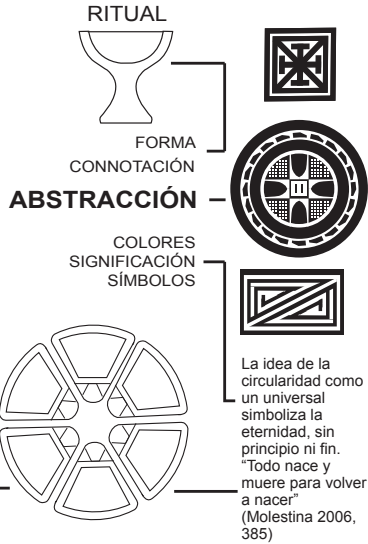 RITUAL
FORMA
CONNOTACIÓN
ABSTRACCIÓN
COLORES
SIGNIFICACIÓN
SÍMBOLOS
La idea de la
circularidad como
un universal
simboliza la
eternidad, sin
principio ni fin.
“Todo nace y
muere para volver
a nacer”
(Molestina 2006,
385)